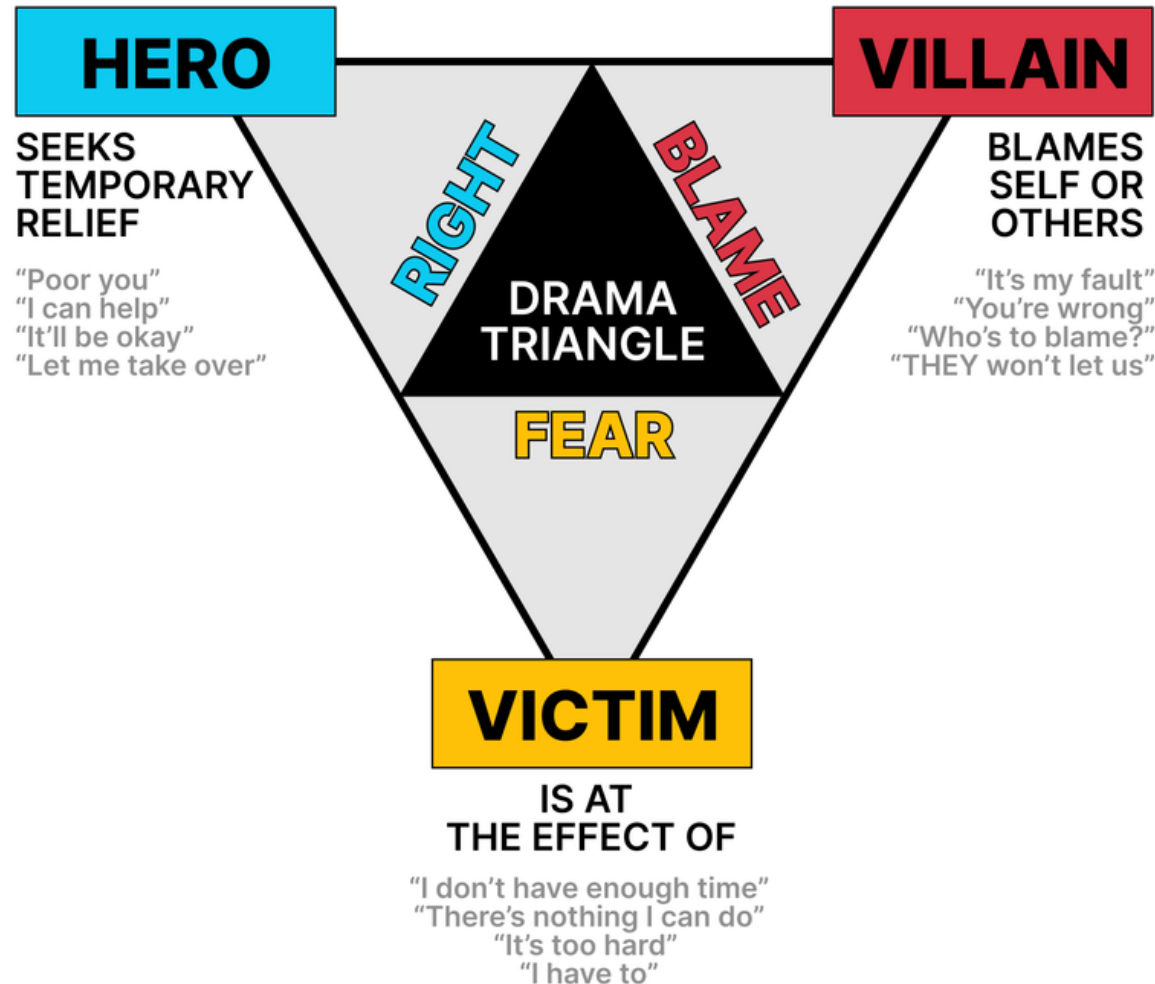 HERO
SEEKS
TEMPORARY
RELIEF
“Poor you”
“I can help”
“It’ll be okay”
“Let me take over”
VILLAIN
BLAMES
SELF OR
OTHERS
“It’s my fault”
“You’re wrong”
“Who’s to blame?”
“THEY won’t let us”
RIGHT
BLAME
DRAMA
TRIANGLE
FEAR
VICTIM
IS AT
THE EFFECT OF
“I don’t have enough time”
“There’s nothing I can do”
“It’s too hard”
“I have to”